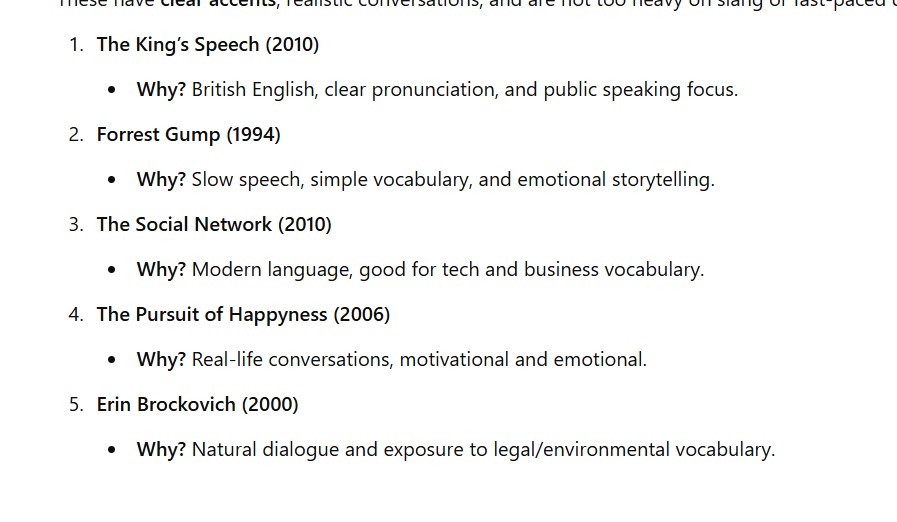 These have clear accents, realistic conversations, and are not too heavy on slang or fast-paced
1. The King’s Speech (2010)
• Why? British English, clear pronunciation, and public speaking focus.
2. Forrest Gump (1994)
• Why? Slow speech, simple vocabulary, and emotional storytelling.
3. The Social Network (2010)
• Why? Modern language, good for tech and business vocabulary.
4. The Pursuit of Happyness (2006)
• Why? Real-life conversations, motivational and emotional.
5. Erin Brockovich (2000)
• Why? Natural dialogue and exposure to legal/environmental vocabulary.